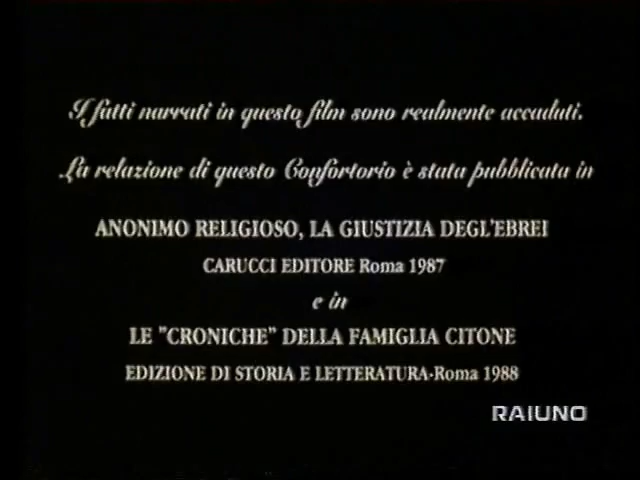 I fatti narrati in questo film sono realmente accaduti.
La relazione di questo Confortorio è stata pubblicata in
ANONIMO RELIGIOSO, LA GIUSTIZIA DEGL'EBREI
CARUCCI EDITORE Roma 1987
e in
LE "CRONICHE" DELLA FAMIGLIA CITONE
EDIZIONE DI STORIA E LETTERATURA-Roma 1988
RAIUNO